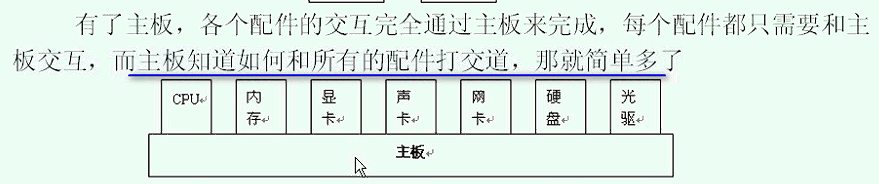 有了主板，各个配件的交互完全通过主板来完成，每个配件都只需要和主
板交互，而主板知道如何和所有的配件打交道，那就简单多了
CPU
内存
显卡
声卡
网卡
硬盘
光驱
主板